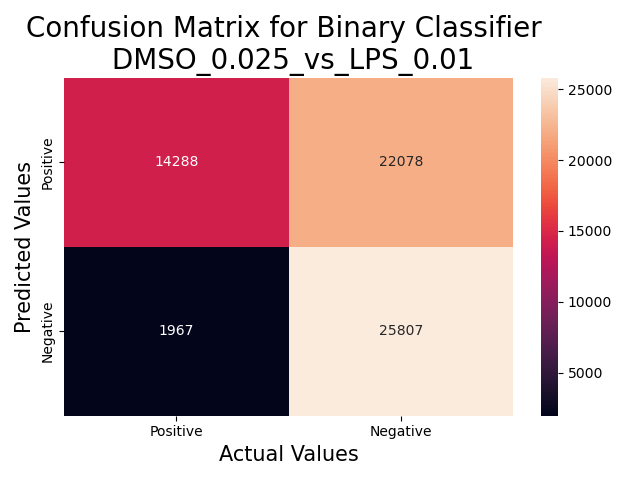 Confusion Matrix for Binary Classifier
DMSO_0.025_vs_LPS_0.01
Predicted Values
Positive
Negative
14288
22078
1967
25807
Positive
Negative
Actual Values
25000
20000
15000
10000
5000